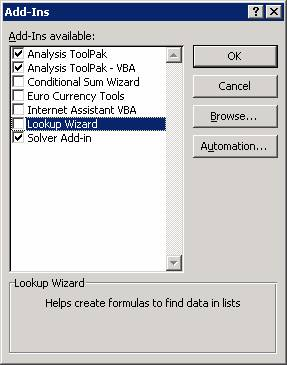 Add-Ins
Add-Ins available:
Analysis ToolPak
Analysis ToolPak - VBA
Conditional Sum Wizard
Euro Currency Tools
Internet Assistant VBA
Lookup Wizard
Solver Add-in
OK
Cancel
Browse...
Automation...
Lookup Wizard
Helps create formulas to find data in lists